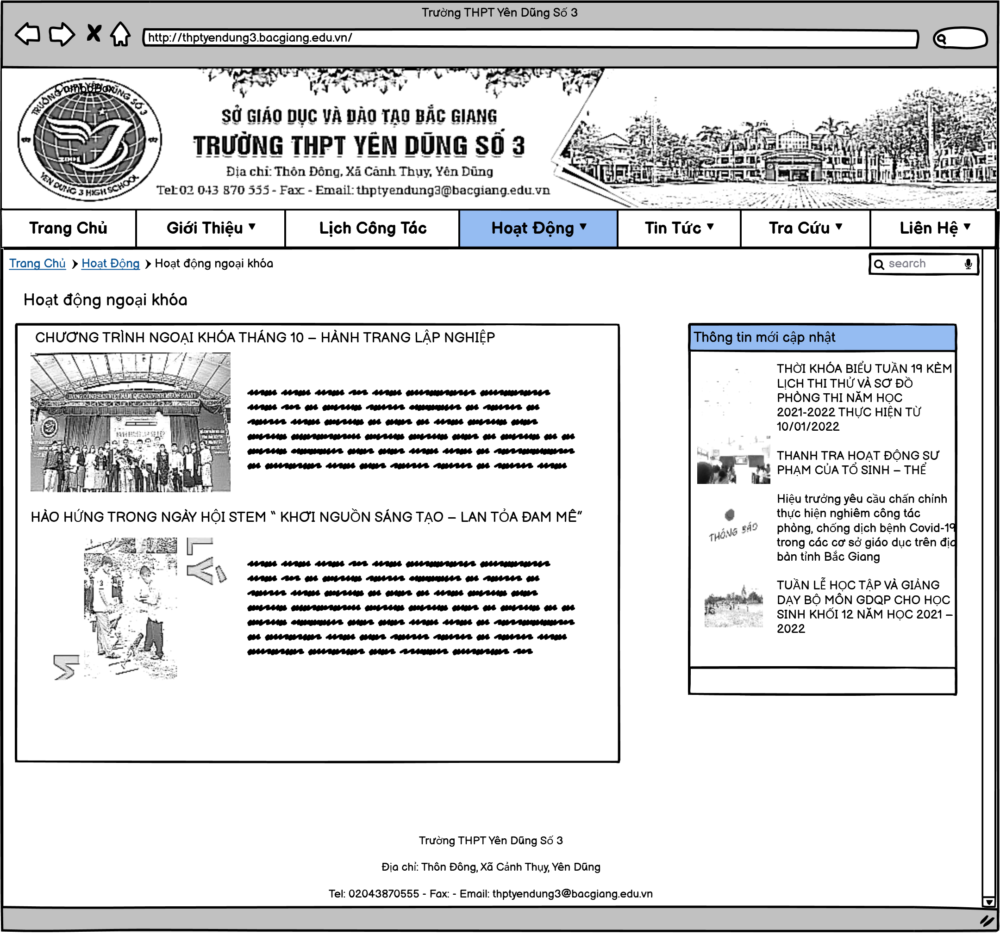 Trường THPT Yên Dũng Số 3
http://thptyendung3.bacgiang.edu.vn/
ComboBox
TRƯỜNG THPT YÊN DŨNG SỐ 3
2001
YEN DUNG 3 HIGH SCHOOL
SỞ GIÁO DỤC VÀ ĐÀO TẠO BẮC GIANG
TRƯỜNG THPT YÊN DŨNG SỐ 3
Địa chỉ: Thôn Đông, Xã Cảnh Thụy, Yên Dũng
Tel:02 043 870 555 - Fax: - Email: thptyendung3@bacgiang.edu.vn
Trang Chủ
Giới Thiệu
Lịch Công Tác
Hoạt Động
Tin Tức
Tra Cứu
Liên Hệ
Trang Chủ
Hoạt Động
Hoạt động ngoại khóa
search
Hoạt động ngoại khóa
CHƯƠNG TRÌNH NGOẠI KHÓA THÁNG 10 – HÀNH TRANG LẬP NGHIỆP
HÀO HỨNG TRONG NGÀY HỘI STEM “ KHƠI NGUỒN SÁNG TẠO – LAN TỎA ĐAM MÊ”
Thông tin mới cập nhật
THỜI KHÓA BIỂU TUẦN 19 KÈM
LỊCH THI THỬ VÀ SƠ ĐỒ
PHÒNG THI NĂM HỌC
2021-2022 THỰC HIỆN TỪ
10/01/2022
THANH TRA HOẠT ĐỘNG SƯ
PHẠM CỦA TỔ SINH – THỂ
THÔNG BÁO
Hiệu trưởng yêu cầu chấn chỉnh
thực hiện nghiêm công tác
phòng, chống dịch bệnh Covid-19
trong các cơ sở giáo dục trên địa
bàn tỉnh Bắc Giang
TUẦN LỄ HỌC TẬP VÀ GIẢNG
DẠY BỘ MÔN GDQP CHO HỌC
SINH KHỐI 12 NĂM HỌC 2021 –
2022
Trường THPT Yên Dũng Số 3
Địa chỉ: Thôn Đông, Xã Cảnh Thụy, Yên Dũng
Tel: 02043870555 - Fax: - Email: thptyendung3@bacgiang.edu.vn